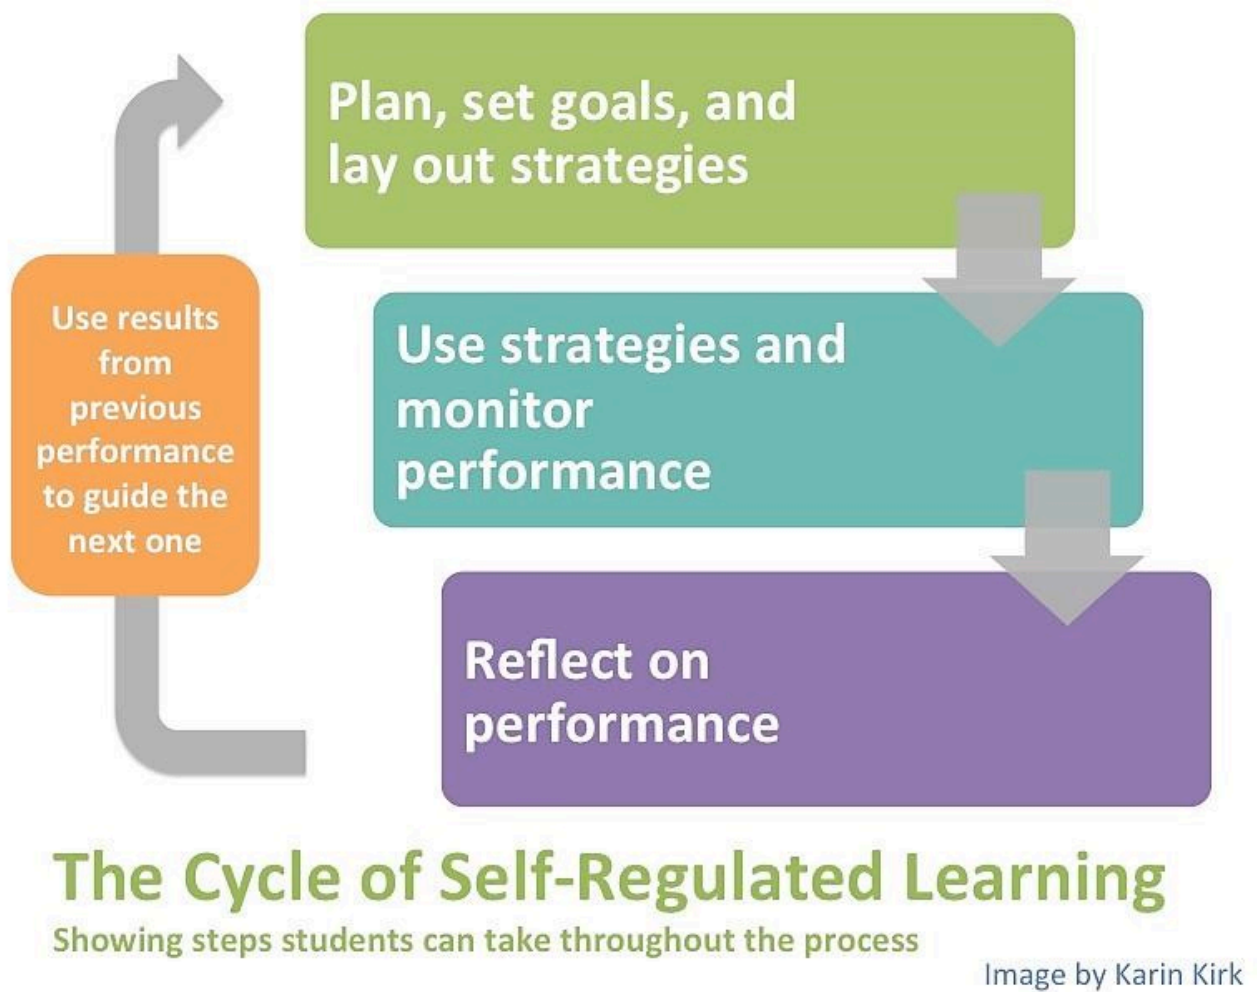 Plan, set goals, and
lay out strategies
Use strategies and
monitor
performance
Reflect on
performance
Use results
from
previous
performance
to guide the
next one
The Cycle of Self-Regulated Learning
Showing steps students can take throughout the process
Image by Karin Kirk